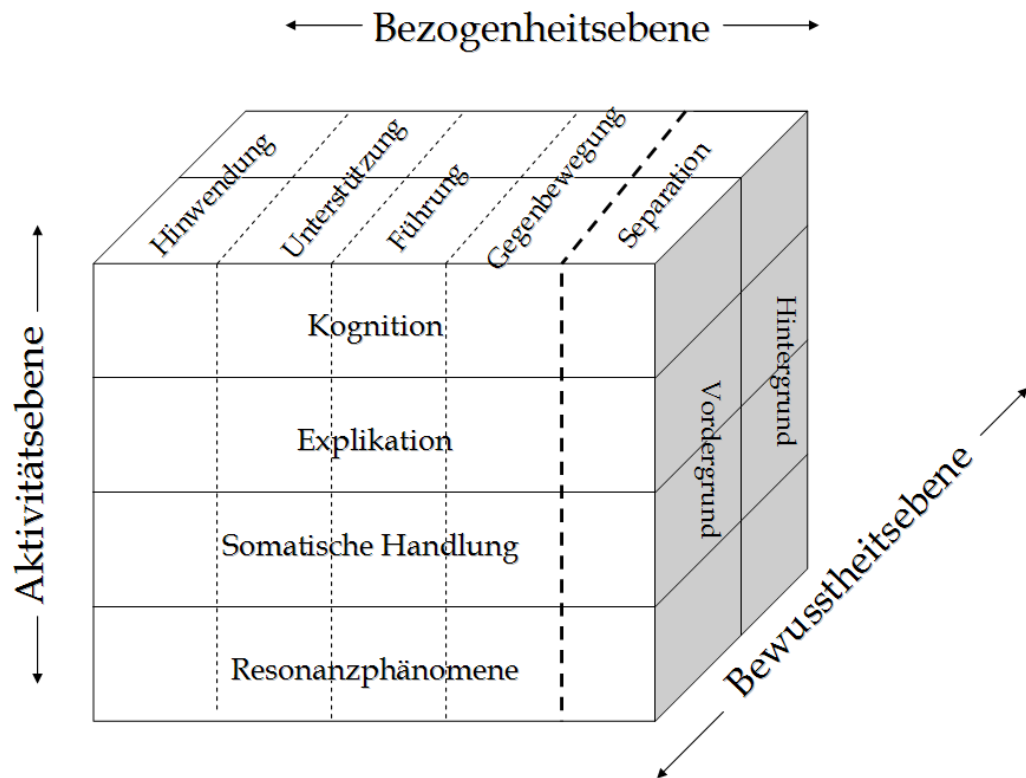 Bezogenheitsebene
Hinwendung
Unterstützung
Führung
Gegenbewegung
Separation
Aktivitätsebene
Kognition
Explikation
Somatische Handlung
Resonanzphänomene
Vordergrund
Hintergrund
Bewusstheitsebene